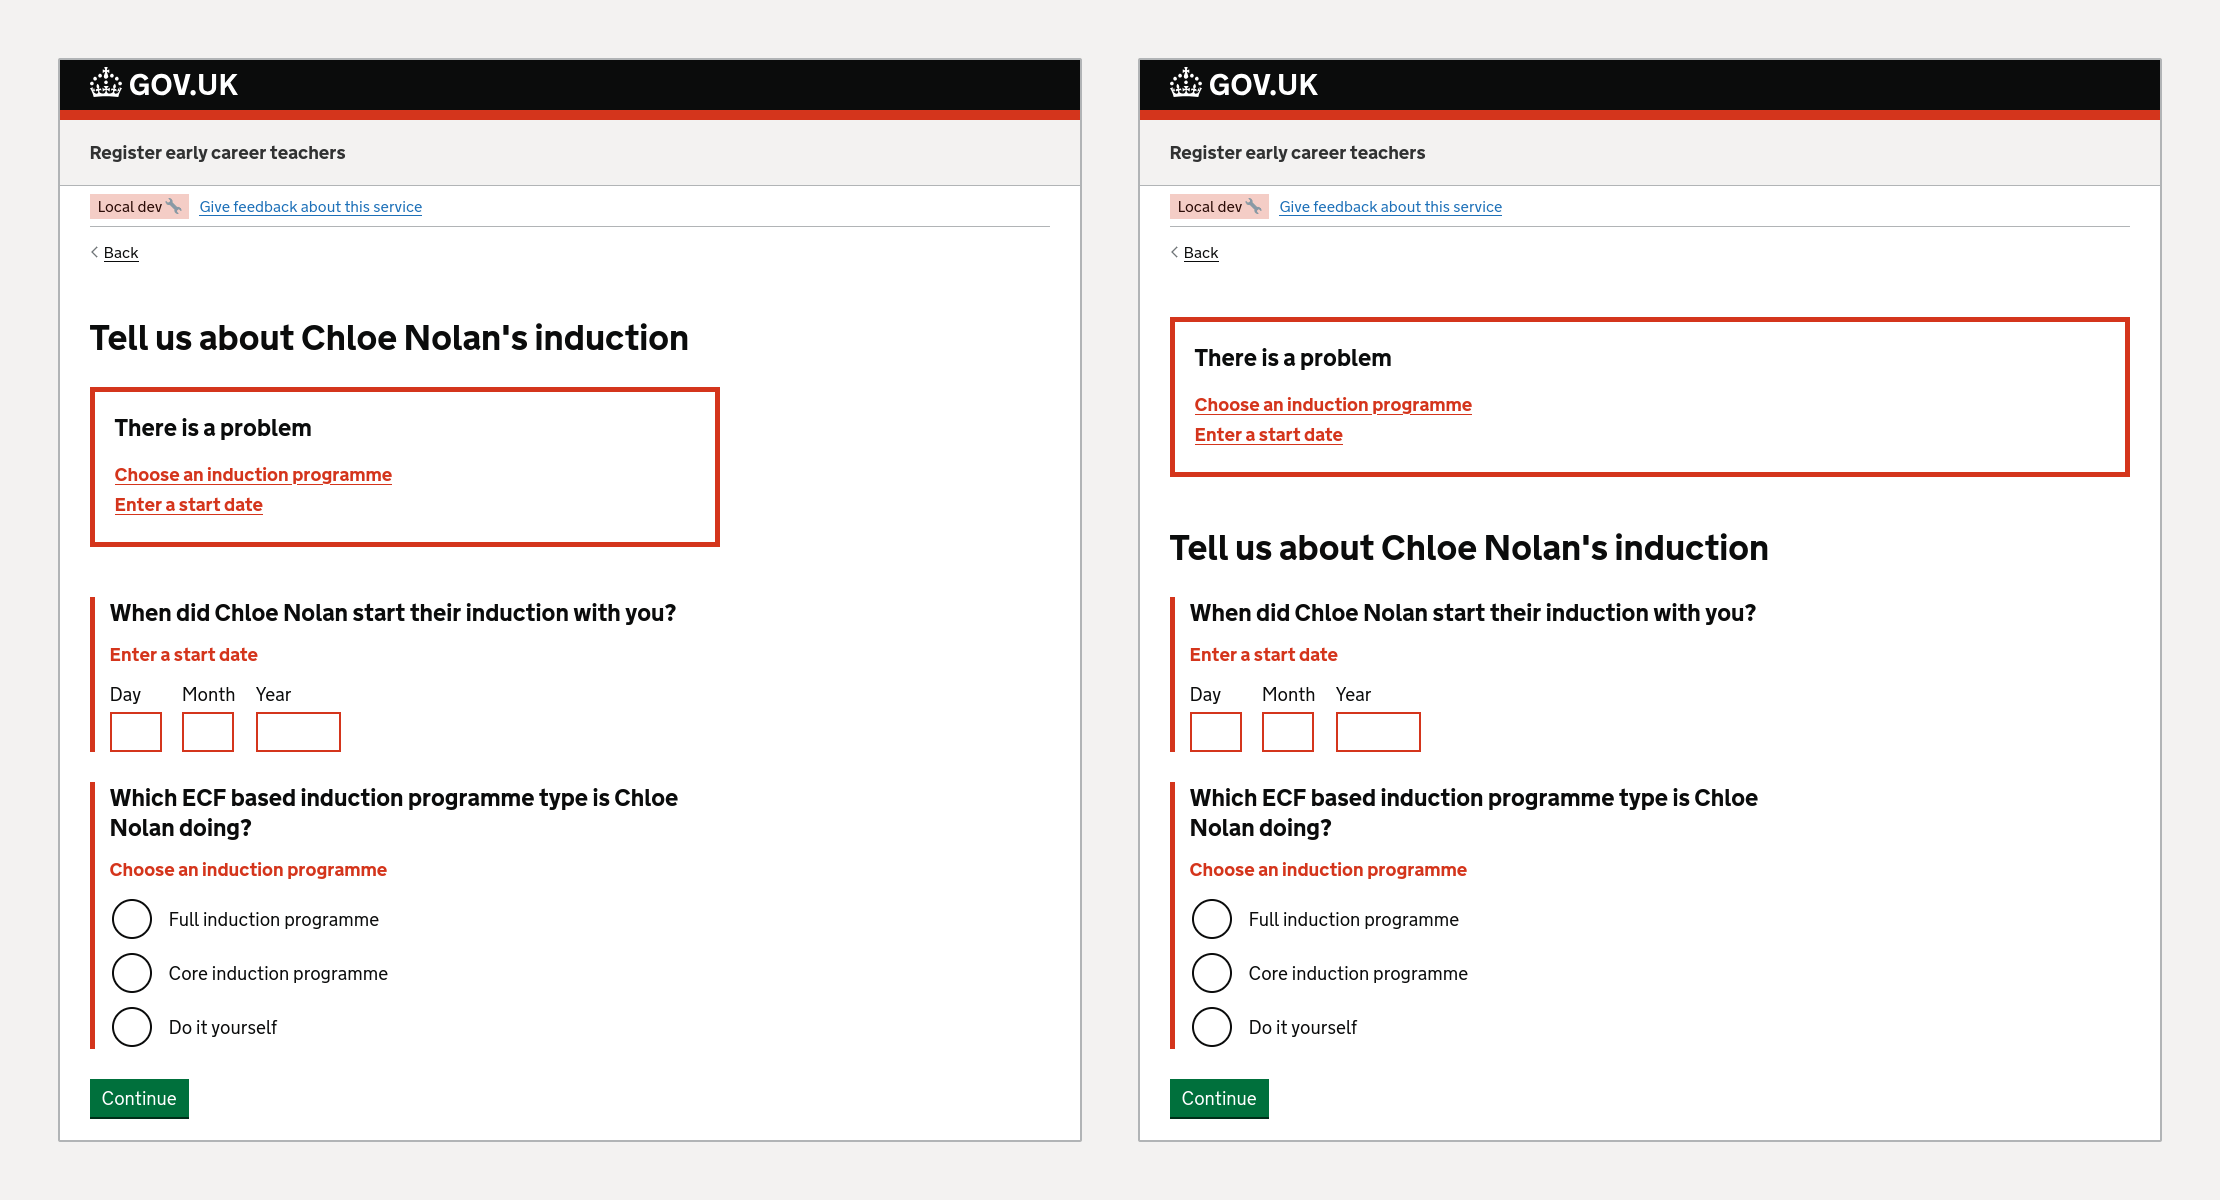 GOV.UK
Register early career teachers
Local dev Give feedback about this service
Back
Tell us about Chloe Nolan's induction
There is a problem
Choose an induction programme
Enter a start date
When did Chloe Nolan start their induction with you?
Enter a start date
Day Month Year
Which ECF based induction programme type is Chloe
Nolan doing?
Choose an induction programme
Full induction programme
Core induction programme
Do it yourself
Continue
GOV.UK
Register early career teachers
Local dev Give feedback about this service
Back
There is a problem
Choose an induction programme
Enter a start date
Tell us about Chloe Nolan's induction
When did Chloe Nolan start their induction with you?
Enter a start date
Day Month Year
Which ECF based induction programme type is Chloe
Nolan doing?
Choose an induction programme
Full induction programme
Core induction programme
Do it yourself
Continue